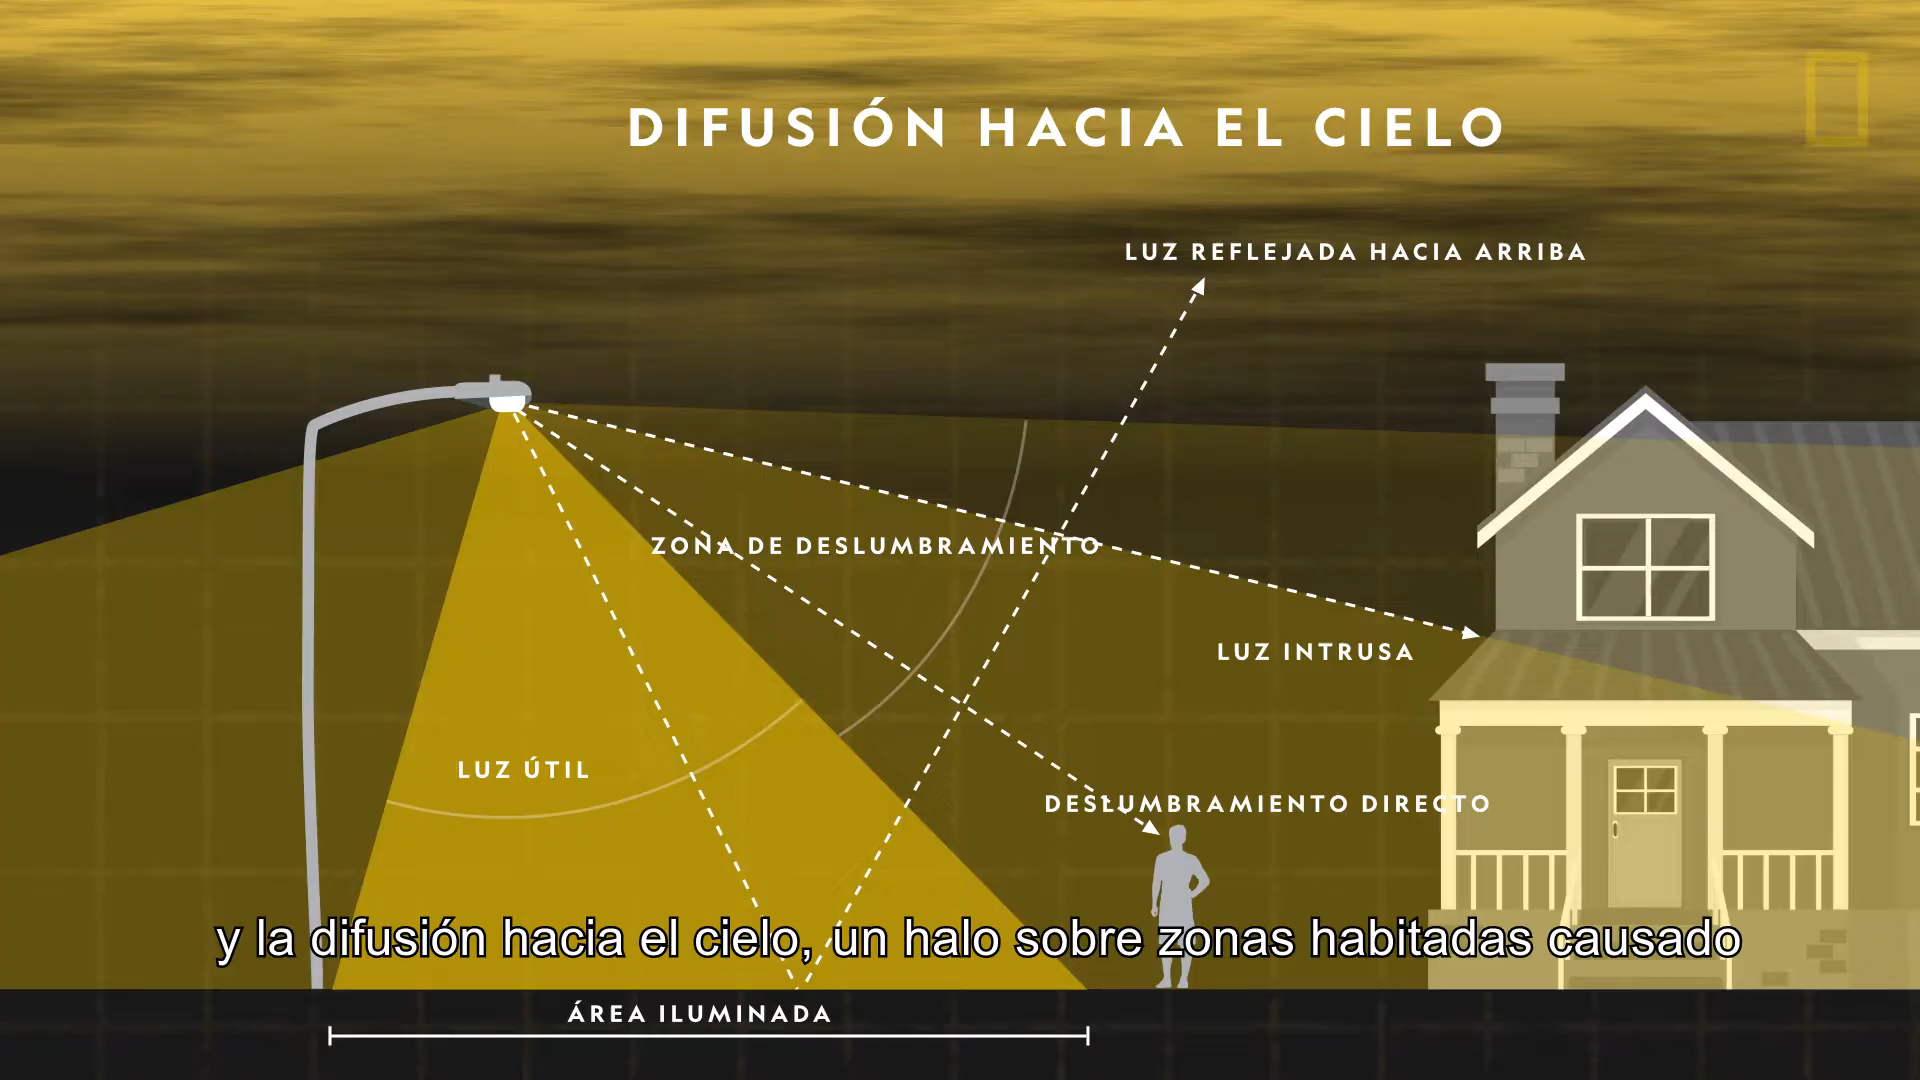 DIFUSIÓN HACIA EL CIELO
LUZ REFLEJADA HACIA ARRIBA
ZONA DE DESLUMBRAMIENTO
LUZ INTRUSA
LUZ ÚTIL
DESLUMBRAMIENTO DIRECTO
y la difusión hacia el cielo, un halo sobre zonas habitadas causado
ÁREA ILUMINADA